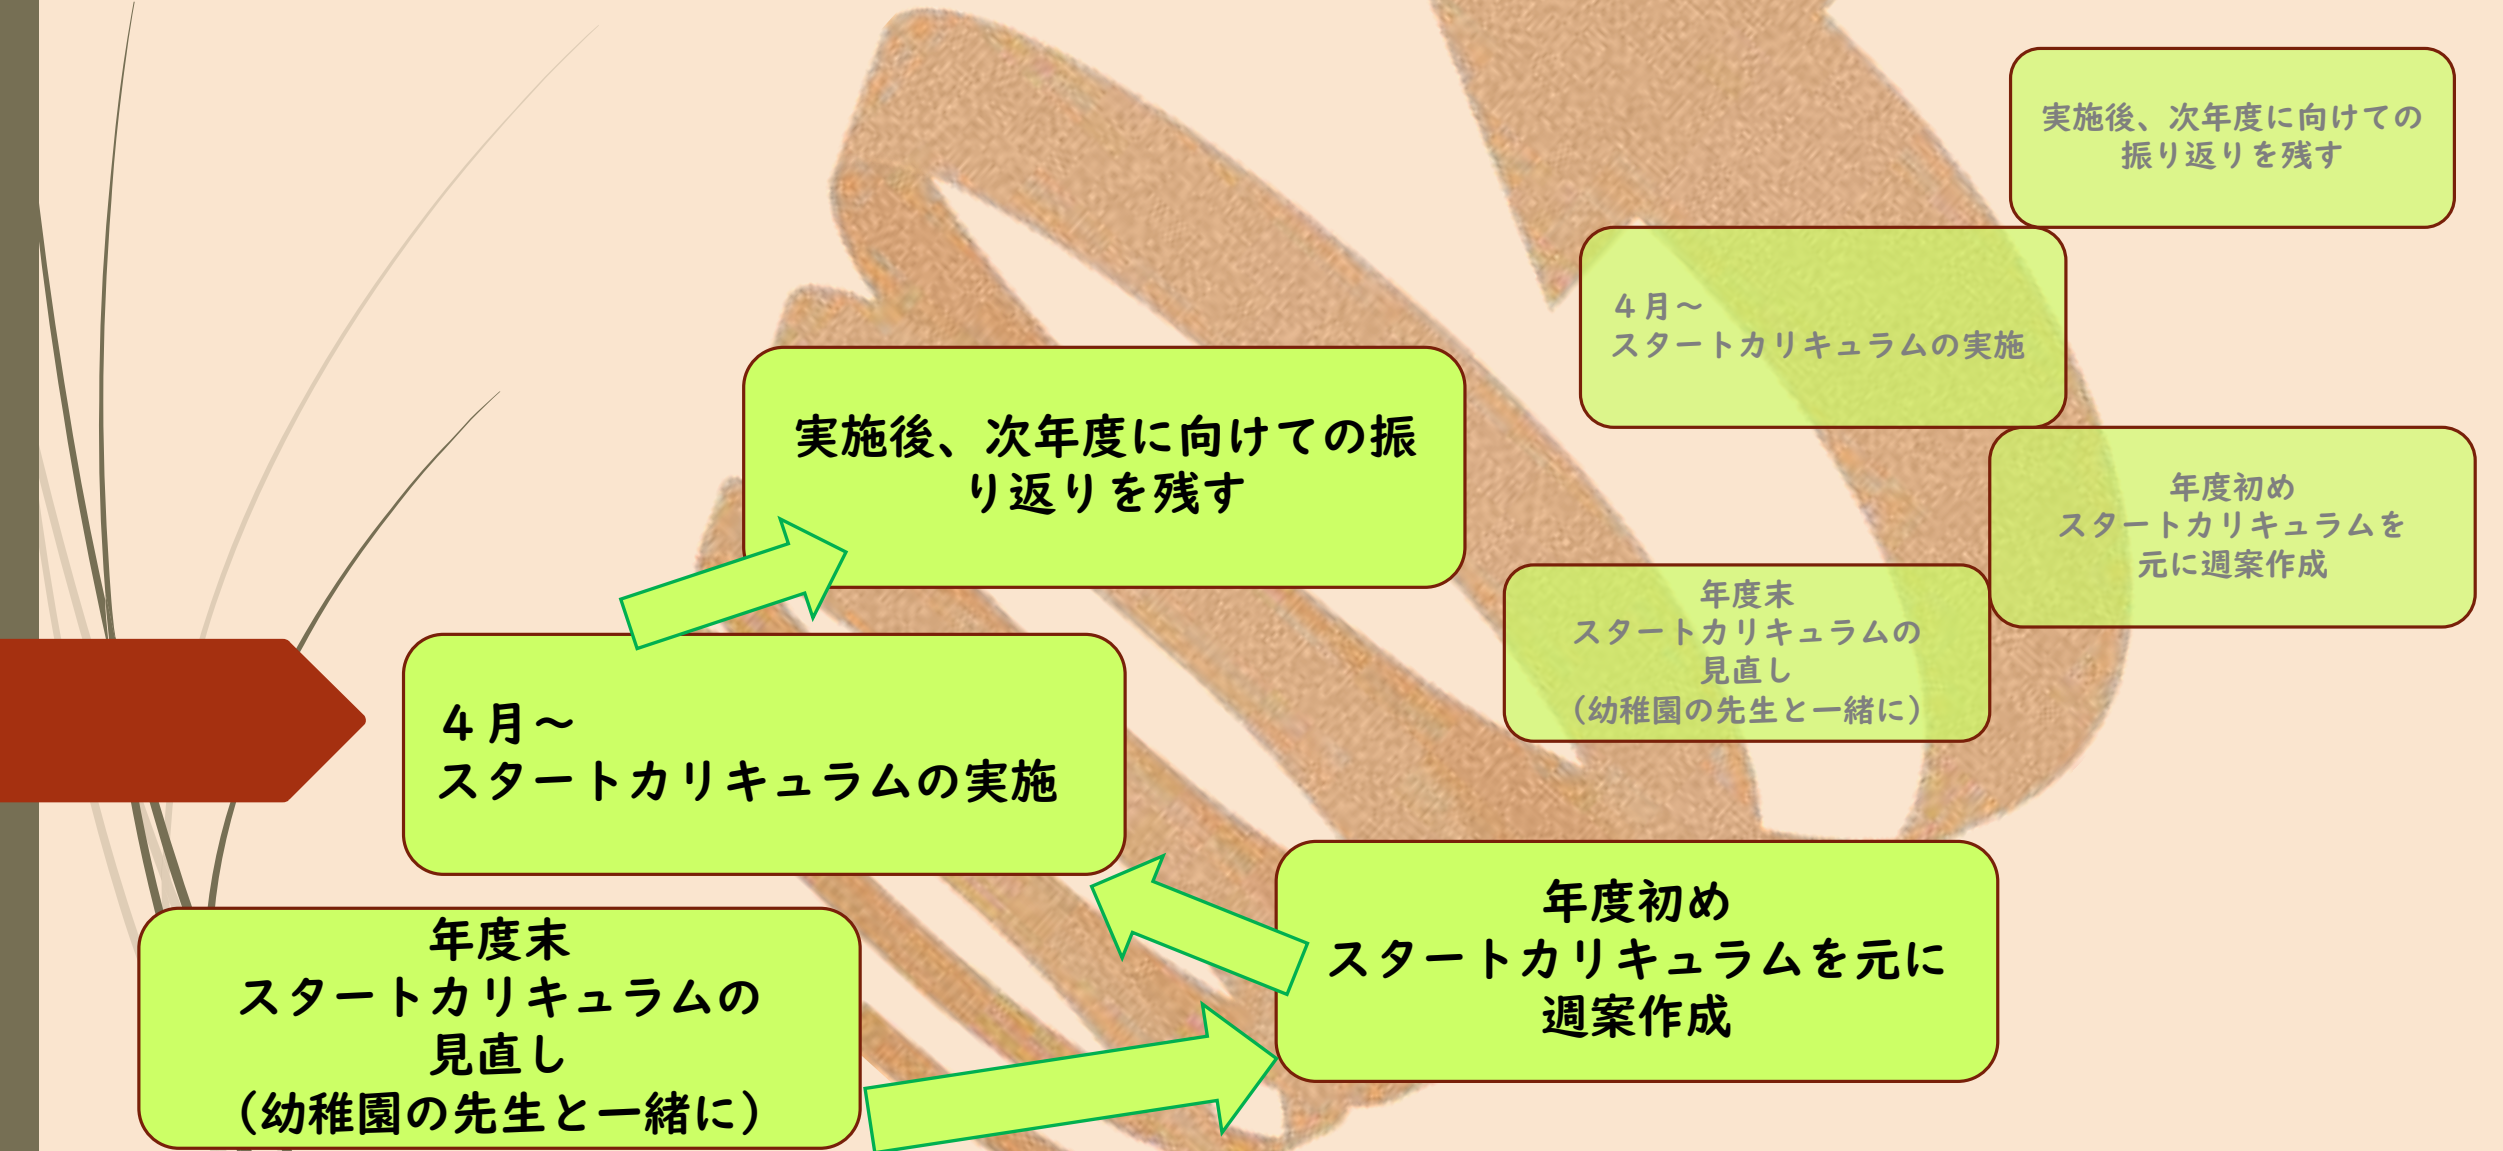 実施後、次年度に向けての
振り返りを残す
４月～
スタートカリキュラムの実施
年度初め
スタートカリキュラムを
元に週案作成
年度末
スタートカリキュラムの
見直し
（幼稚園の先生と一緒に）
実施後、次年度に向けての振
り返りを残す
４月～
スタートカリキュラムの実施
年度初め
スタートカリキュラムを元に
週案作成
年度末
スタートカリキュラムの
見直し
（幼稚園の先生と一緒に）